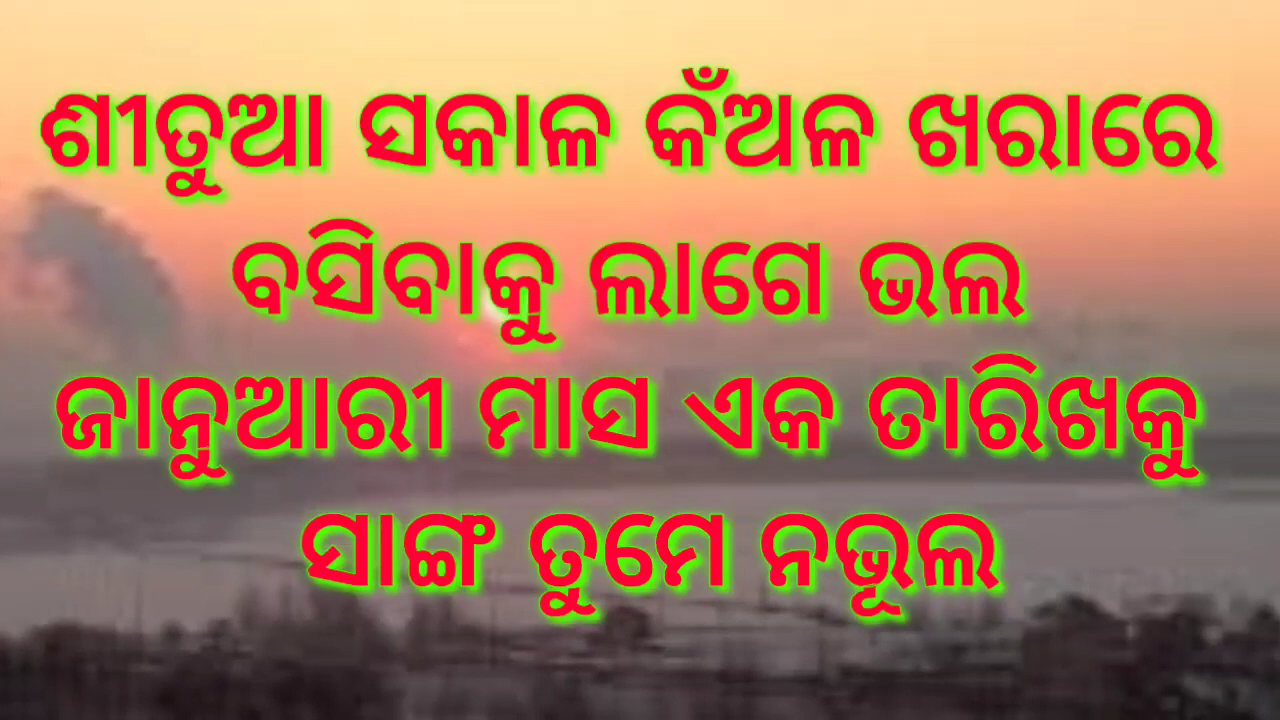 ଶୀତୁଆ ସକାଳ କଁଅଳ ଖରାରେ
ବସିବାକୁ ଲାଗେ ଭଲ
ଜାନୁଆରୀ ମାସ ଏକ ତାରିଖକୁ
ସାଙ୍ଗ ତୁମେ ନଭୂଲ